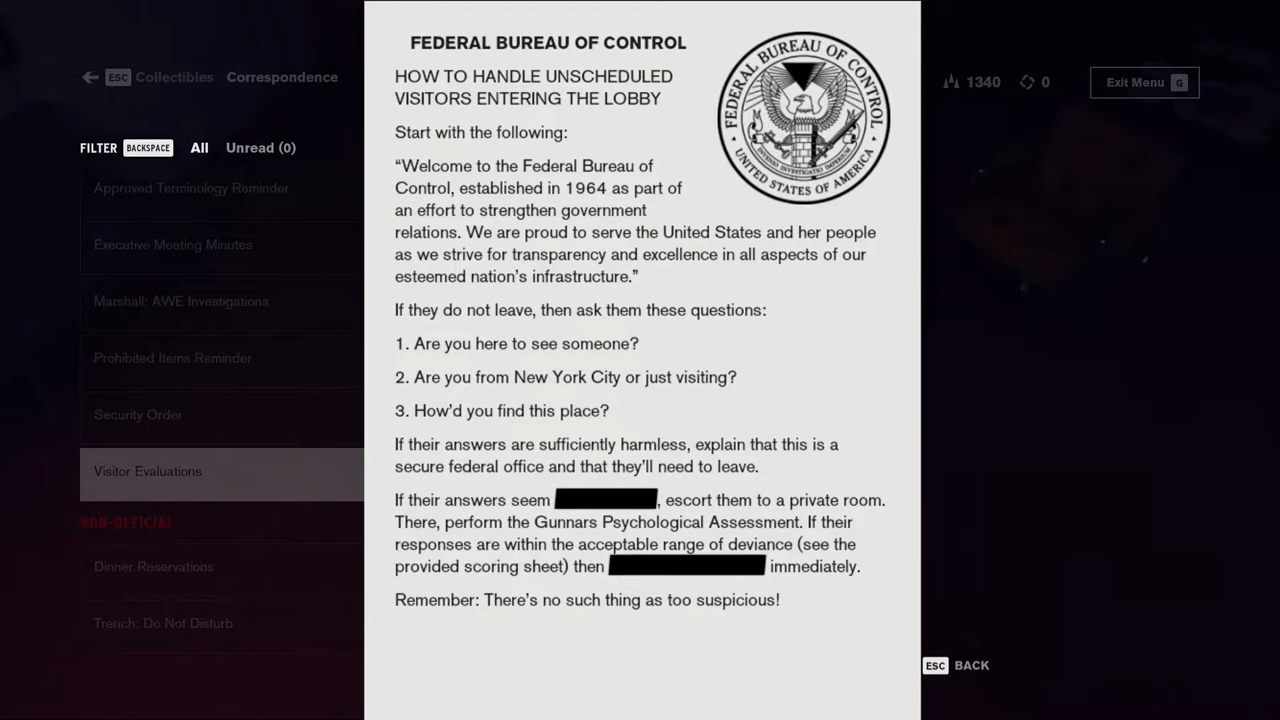 ESC Collectibles Correspondence
FILTER BACKSPACE All Unread (0)
Approved Terminology Reminder
Executive Meeting Minutes
Marshall: AWE Investigations
Prohibited Items Reminder
Security Order
Visitor Evaluations
NON-OFFICIAL
Dinner Reservations
Trench: Do Not Disturb
FEDERAL BUREAU OF CONTROL
HOW TO HANDLE UNSCHEDULED
VISITORS ENTERING THE LOBBY
Start with the following:
“Welcome to the Federal Bureau of
Control, established in 1964 as part of
an effort to strengthen government
relations. We are proud to serve the United States and her people
as we strive for transparency and excellence in all aspects of our
esteemed nation’s infrastructure.”
If they do not leave, then ask them these questions:
1. Are you here to see someone?
2. Are you from New York City or just visiting?
3. How’d you find this place?
If their answers are sufficiently harmless, explain that this is a
secure federal office and that they’ll need to leave.
If their answers seem , escort them to a private room.
There, perform the Gunnars Psychological Assessment. If their
responses are within the acceptable range of deviance (see the
provided scoring sheet) then immediately.
Remember: There’s no such thing as too suspicious!
FEDERAL BUREAU OF CONTROL
UNITED STATES OF AMERICA
1340 0
Exit Menu G
ESC BACK